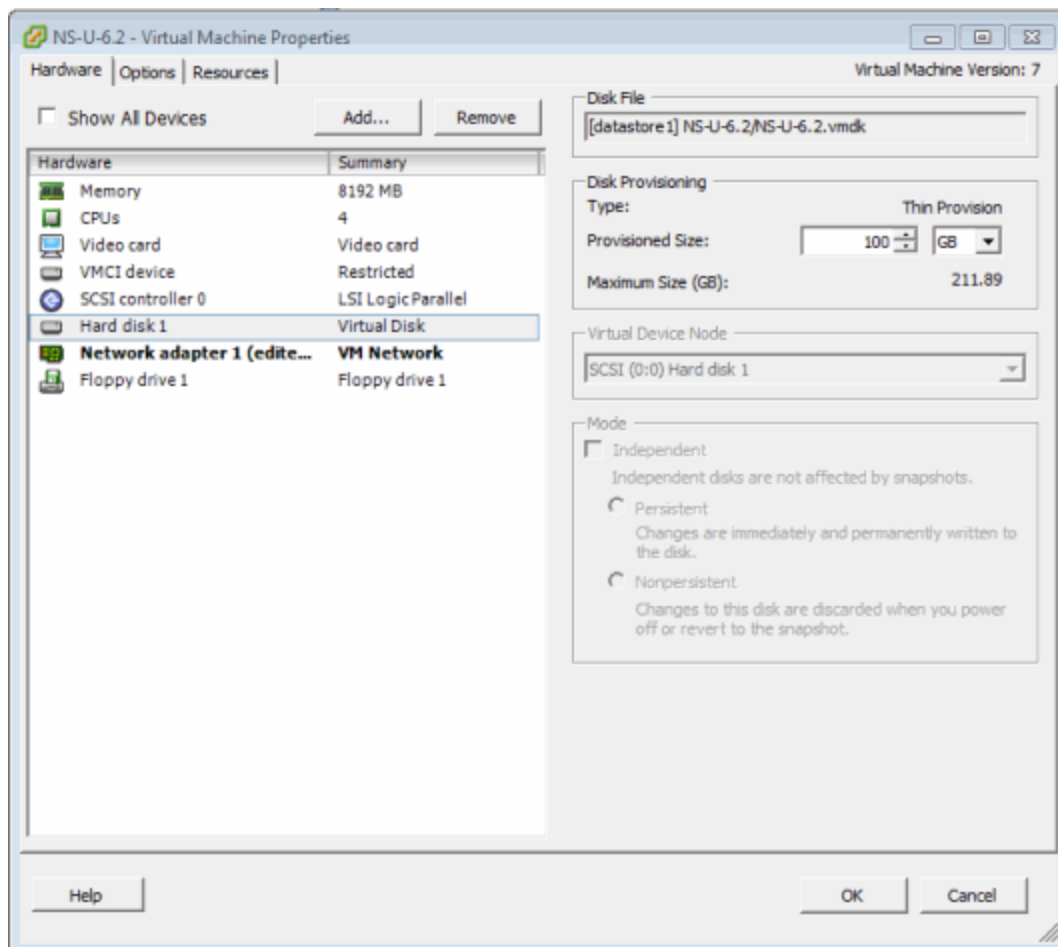 NS-U-6.2 - Virtual Machine Properties
Hardware Options Resources Virtual Machine Version: 7
Show All Devices Add... Remove
Hardware Summary
Memory 8192 MB
CPUs 4
Video card Video card
VMCI device Restricted
SCSI controller 0 LSI Logic Parallel
Hard disk 1 Virtual Disk
Network adapter 1 (edite... VM Network
Floppy drive 1 Floppy drive 1
Disk File
[datastore1] NS-U-6.2/NS-U-6.2.vmdk
Disk Provisioning
Type: Thin Provision
Provisioned Size: 100 GB
Maximum Size (GB): 211.89
Virtual Device Node
SCSI (0:0) Hard disk 1
Mode
Independent
Independent disks are not affected by snapshots.
Persistent
Changes are immediately and permanently written to
the disk.
Nonpersistent
Changes to this disk are discarded when you power
off or revert to the snapshot.
Help OK Cancel